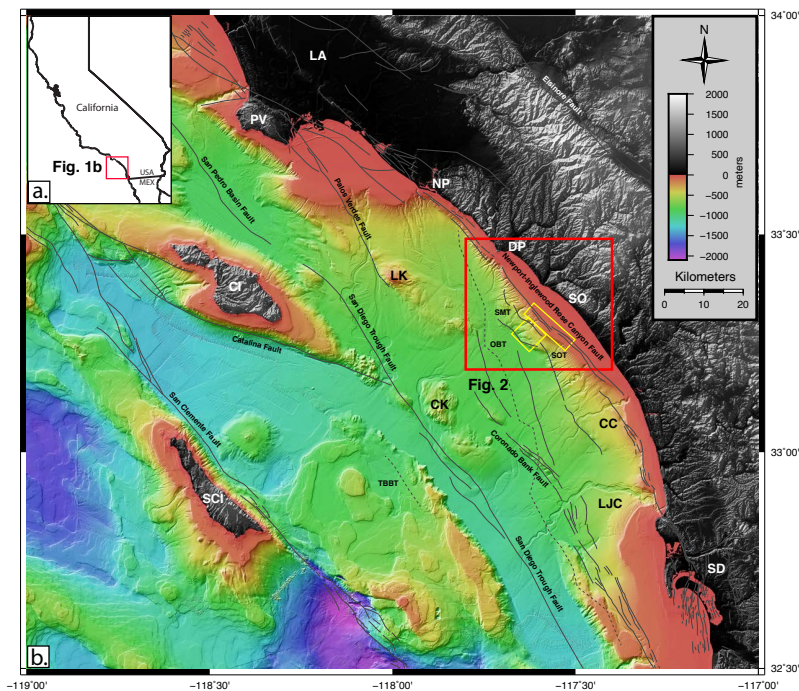 34°00'
33°30'
33°00'
32°30'
−119°00'
−118°30'
−118°00'
−117°30'
−117°00'
California
Fig. 1b
USA
MEX
a.
LA
PV
NP
DP
SO
LK
CI
CK
SCI
CC
LJC
SD
SMT
OBT
SOT
TBBT
Fig. 2
Elsinore Fault
San Pedro Basin Fault
Palos Verdes Fault
Newport-Inglewood Rose Canyon Fault
San Diego Trough Fault
Catalina Fault
San Clemente Fault
Coronado Bank Fault
San Diego Trough Fault
b.
N
2000
1500
1000
500
0
−500
−1000
−1500
−2000
meters
Kilometers
0 10 20